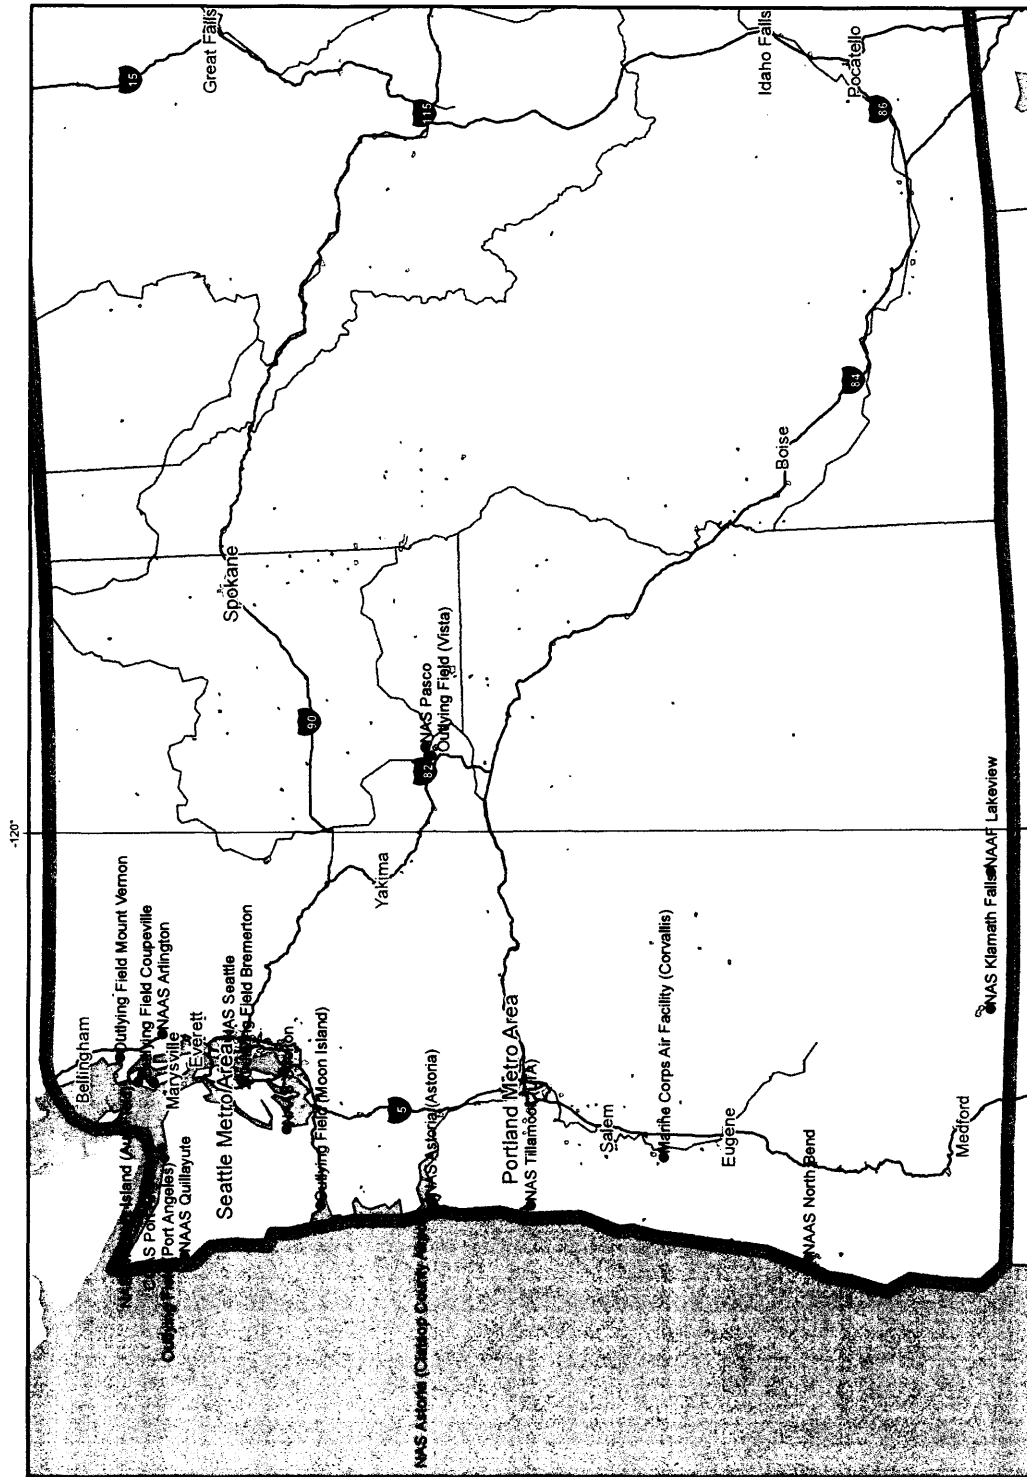 -120°
Bellingham
Outlying Field Mount Vernon
Outlying Field Coupeville
NAAS Arlington
Marysville
Everett
NAAS Quillayute
Seattle Metro Area
NAS Seattle
Field Bremerton
Outlying Field (Moon Island)
Port Angeles)
Spokane
Great Falls
15
90
115
Yakima
82
NAS Pasco
Outlying Field (Vista)
5
NAS Astoria (Astoria)
NAS Astoria (Clatsop County
Portland Metro Area
NAS Tillamook
Salem
Marine Corps Air Facility (Corvallis)
Eugene
NAAS North Bend
Medford
NAS Klamath Falls
NAAF Lakeview
Boise
84
86
Idaho Falls
Pocatello